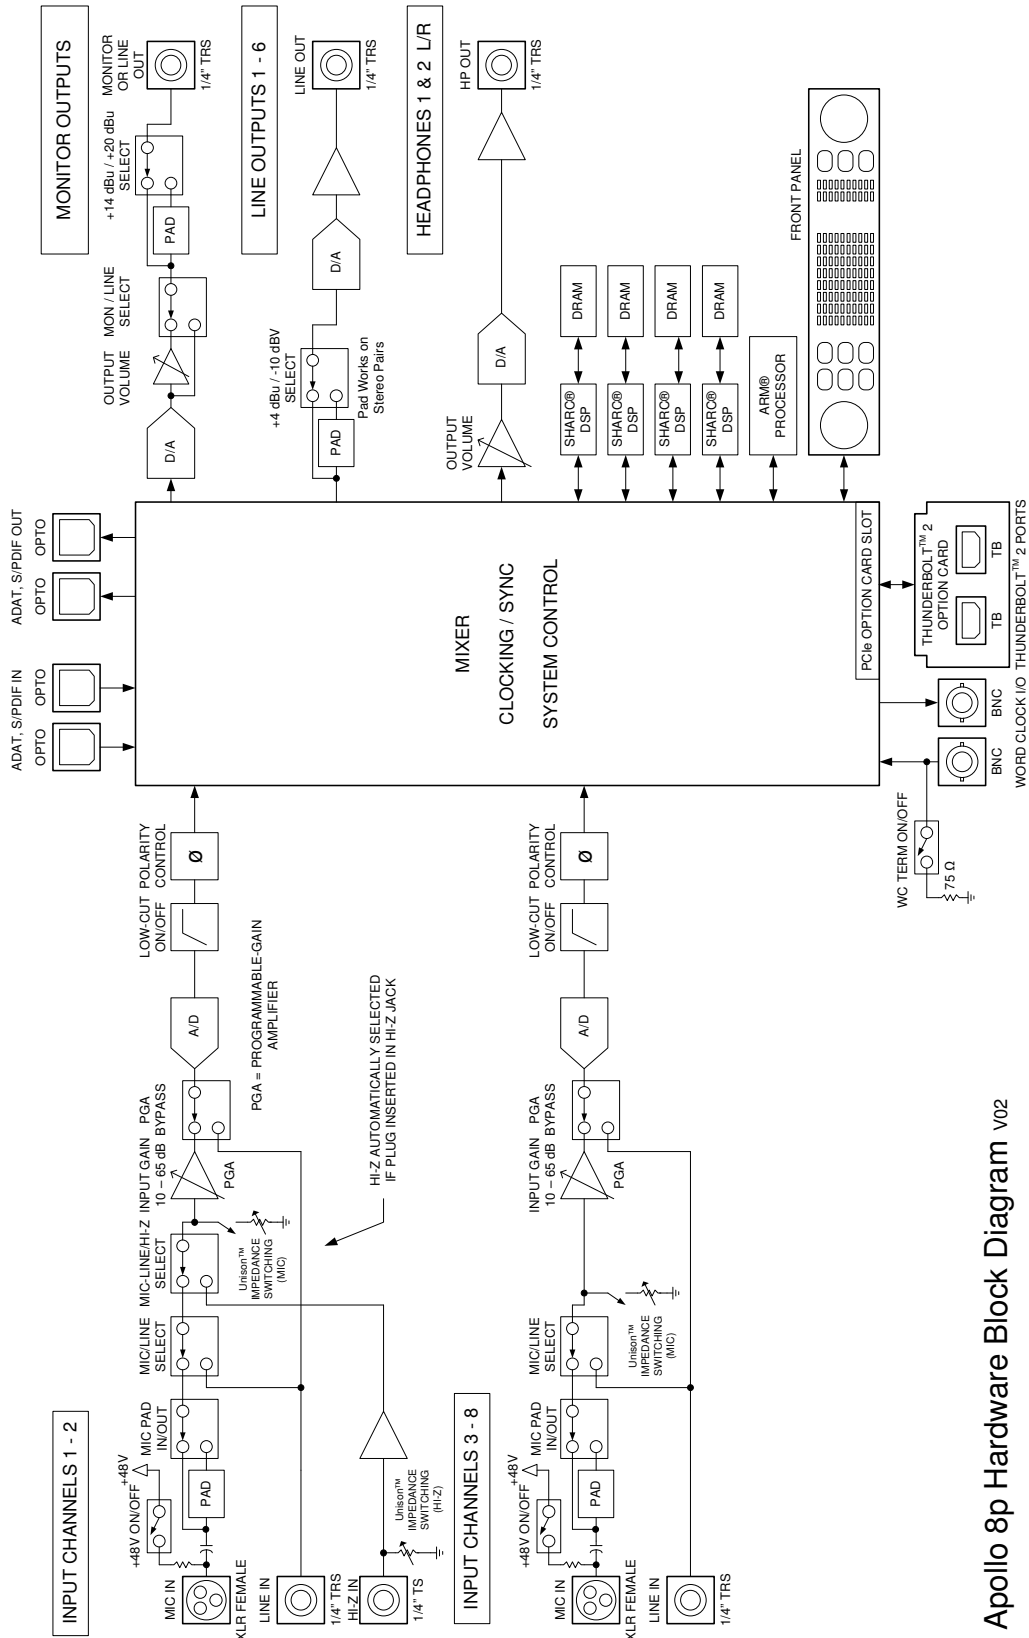 INPUT CHANNELS 1 - 2
+48V ON/OFF
+48V
MIC IN
XLR FEMALE
PAD
MIC PAD
IN/OUT
MIC/LINE
SELECT
MIC-LINE/HI-Z
SELECT
INPUT GAIN
10 – 65 dB
PGA
BYPASS
PGA
A/D
LOW-CUT
ON/OFF
POLARITY
CONTROL
Ø
LINE IN
1/4" TRS
HI-Z IN
1/4" TS
Unison™
IMPEDANCE
SWITCHING
(HI-Z)
Unison™
IMPEDANCE
SWITCHING
(MIC)
PGA = PROGRAMMABLE-GAIN
AMPLIFIER
HI-Z AUTOMATICALLY SELECTED
IF PLUG INSERTED IN HI-Z JACK
INPUT CHANNELS 3 - 8
+48V ON/OFF
+48V
MIC IN
XLR FEMALE
PAD
MIC PAD
IN/OUT
MIC/LINE
SELECT
Unison™
IMPEDANCE
SWITCHING
(MIC)
INPUT GAIN
10 – 65 dB
PGA
BYPASS
PGA
A/D
LOW-CUT
ON/OFF
POLARITY
CONTROL
Ø
LINE IN
1/4" TRS
ADAT, S/PDIF IN
OPTO
OPTO
ADAT, S/PDIF OUT
OPTO
OPTO
MIXER
CLOCKING / SYNC
SYSTEM CONTROL
PCIe OPTION CARD SLOT
WC TERM ON/OFF
75 Ω
BNC
BNC
WORD CLOCK I/O
THUNDERBOLT™ 2
OPTION CARD
TB
TB
THUNDERBOLT™ 2 PORTS
MONITOR OUTPUTS
D/A
OUTPUT
VOLUME
MON / LINE
SELECT
PAD
+14 dBu / +20 dBu
SELECT
MONITOR
OR LINE
OUT
1/4" TRS
LINE OUTPUTS 1 - 6
+4 dBu / -10 dBV
SELECT
PAD
Pad Works on
Stereo Pairs
D/A
LINE OUT
1/4" TRS
HEADPHONES 1 & 2 L/R
OUTPUT
VOLUME
D/A
HP OUT
1/4" TRS
SHARC®
DSP
DRAM
SHARC®
DSP
DRAM
SHARC®
DSP
DRAM
SHARC®
DSP
DRAM
ARM®
PROCESSOR
FRONT PANEL
Apollo 8p Hardware Block Diagram V02